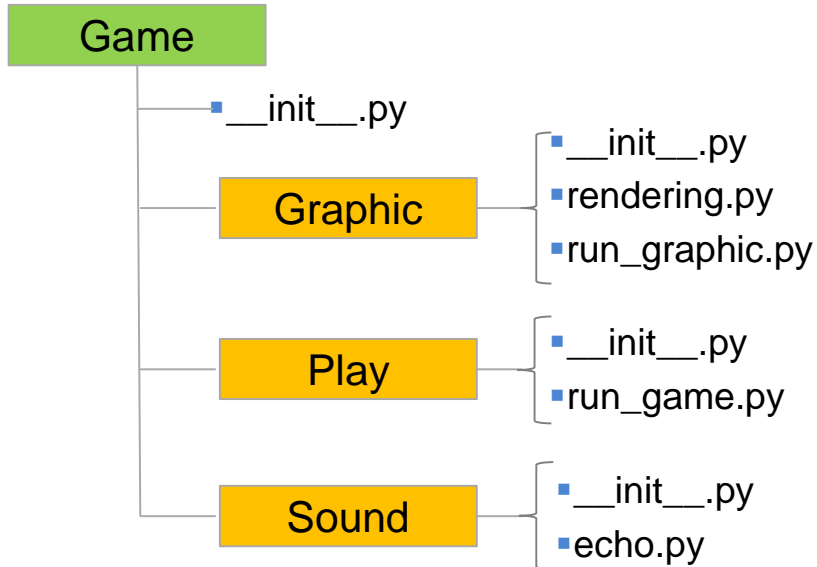 Game
__init__.py
Graphic
__init__.py
rendering.py
run_graphic.py
Play
__init__.py
run_game.py
Sound
__init__.py
echo.py